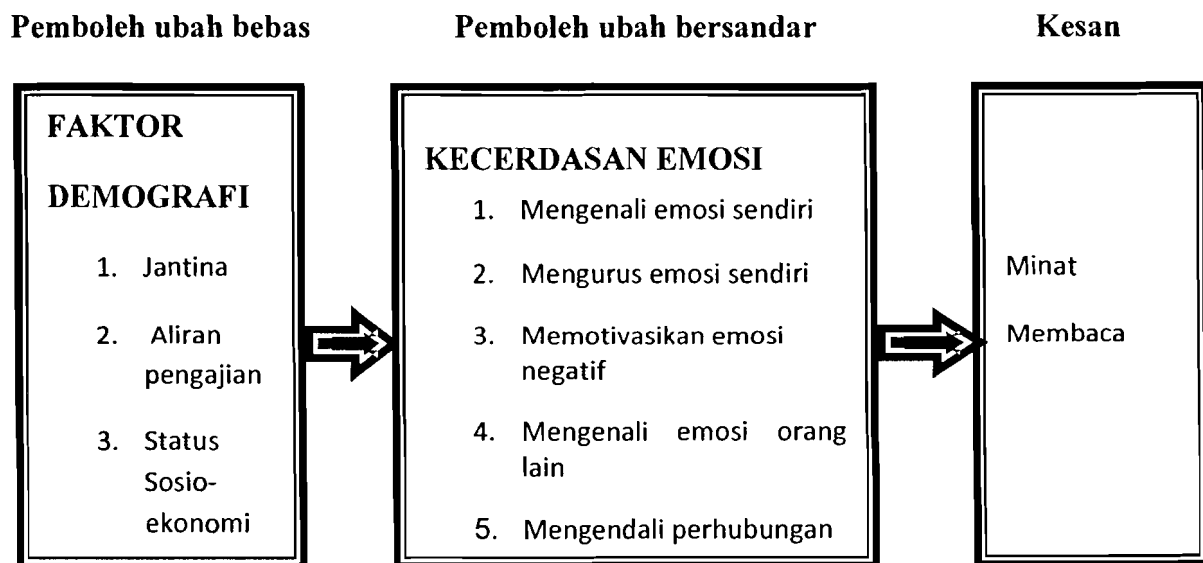 Pemboleh ubah bebas
Pemboleh ubah bersandar
Kesan
FAKTOR
DEMOGRAFI
1. Jantina
2. Aliran
pengajian
3. Status
Sosio-
ekonomi
KECERDASAN EMOSI
1. Mengenali emosi sendiri
2. Mengurus emosi sendiri
3. Memotivasikan emosi
negatif
4. Mengenali emosi orang
lain
5. Mengendali perhubungan
Minat
Membaca